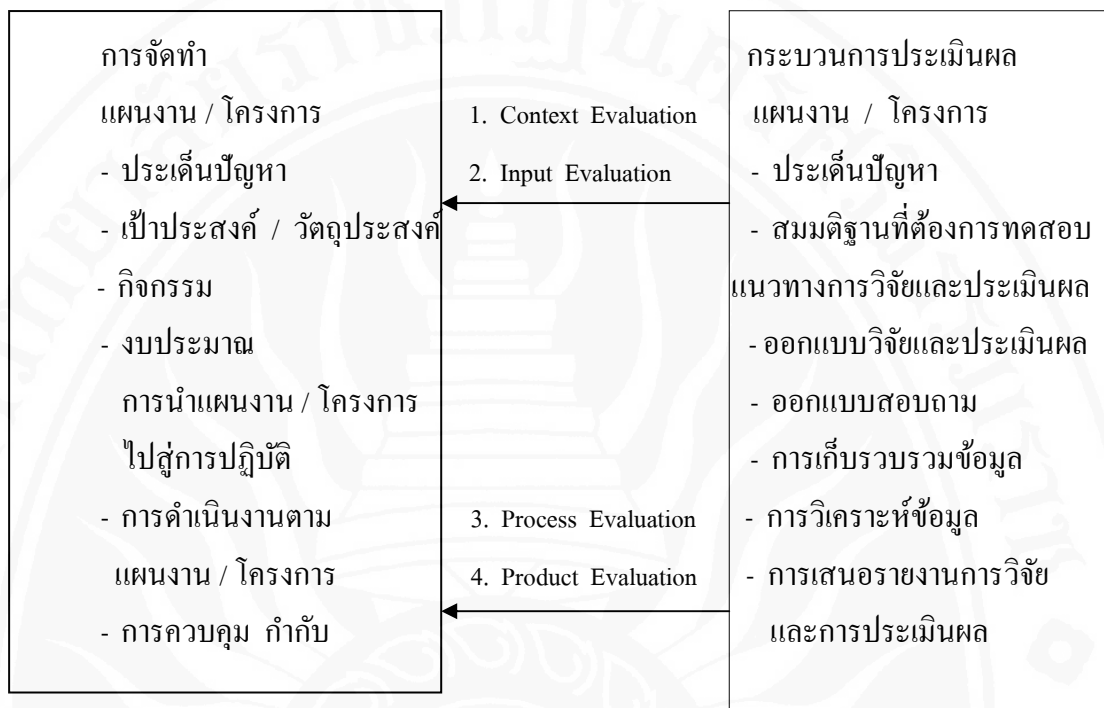 การจัดทำ
แผนงาน / โครงการ
- ประเด็นปัญหา
- เป้าประสงค์ / วัตถุประสงค์
- กิจกรรม
- งบประมาณ
การนำแผนงาน / โครงการ
ไปสู่การปฏิบัติ
- การดำเนินงานตาม
แผนงาน / โครงการ
- การควบคุม กำกับ
1. Context Evaluation
2. Input Evaluation
3. Process Evaluation
4. Product Evaluation
กระบวนการประเมินผล
แผนงาน / โครงการ
- ประเด็นปัญหา
- สมมติฐานที่ต้องการทดสอบ
แนวทางการวิจัยและประเมินผล
- ออกแบบวิจัยและประเมินผล
- ออกแบบสอบถาม
- การเก็บรวบรวมข้อมูล
- การวิเคราะห์ข้อมูล
- การเสนอรายงานการวิจัย
และการประเมินผล